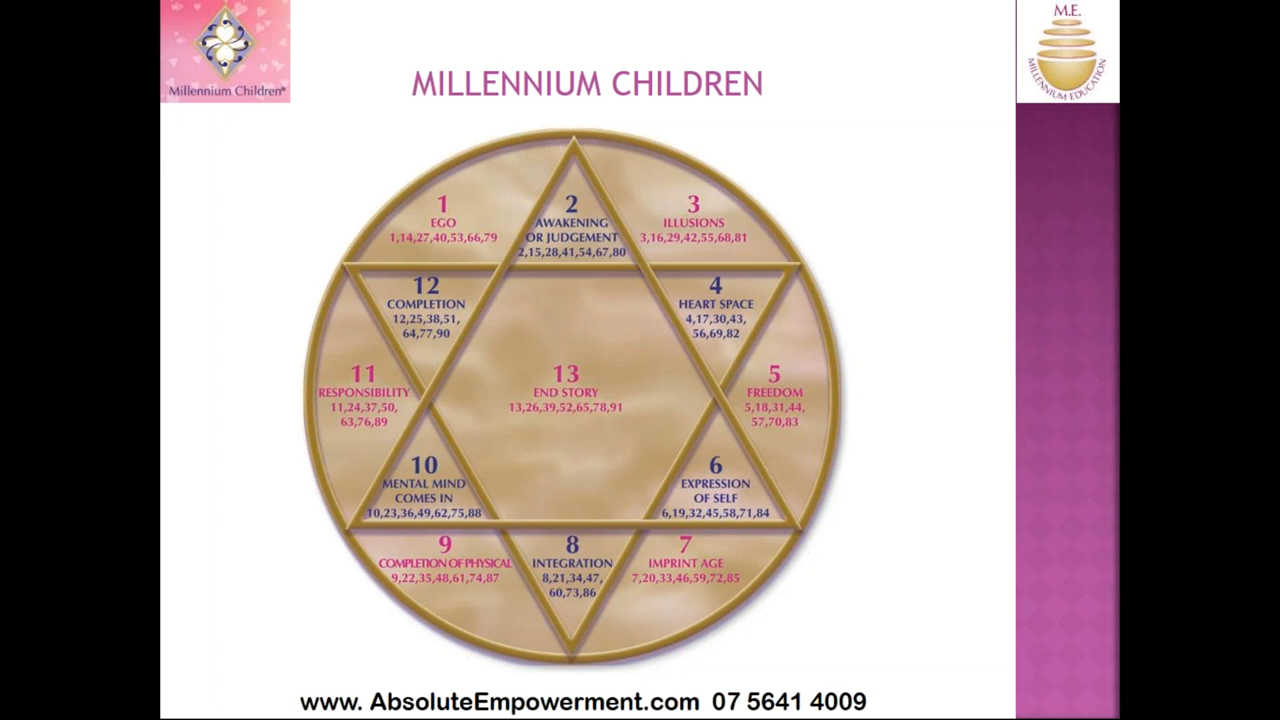 Millennium Children®
M.E.
MILLENNIUM EDUCATION
MILLENNIUM CHILDREN
1
EGO
1,14,27,40,53,66,79
2
AWAKENING
OR JUDGEMENT
2,15,28,41,54,67,80
3
ILLUSIONS
3,16,29,42,55,68,81
12
COMPLETION
12,25,38,51,
64,77,90
4
HEART SPACE
4,17,30,43,
56,69,82
11
RESPONSIBILITY
11,24,37,50,
63,76,89
13
END STORY
13,26,39,52,65,78,91
5
FREEDOM
5,18,31,44,
57,70,83
10
MENTAL MIND
COMES IN
10,23,36,49,62,75,88
6
EXPRESSION
OF SELF
6,19,32,45,58,71,84
9
COMPLETION OF PHYSICAL
9,22,35,48,61,74,87
8
INTEGRATION
8,21,34,47,
60,73,86
7
IMPRINT AGE
7,20,33,46,59,72,85
www. AbsoluteEmpowerment.com 07 5641 4009